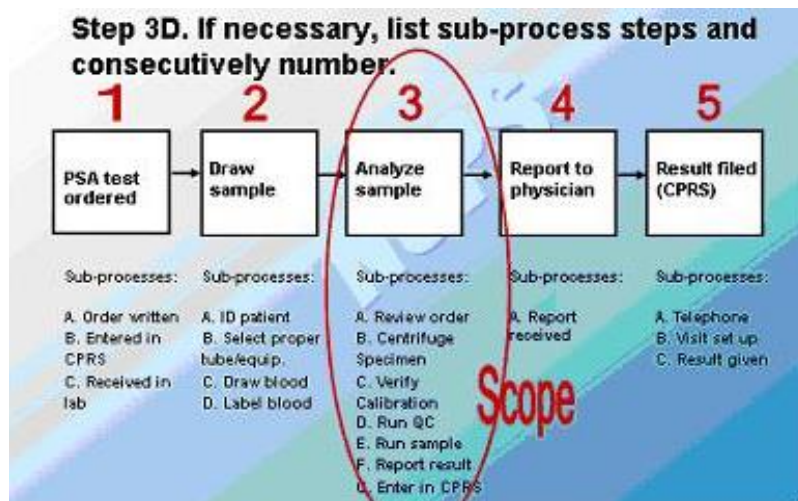 Step 3D. If necessary, list sub-process steps and
consecutively number.
1 2 3 4 5
PSA test
ordered
Draw
sample
Analyze
sample
Report to
physician
Result filed
(CPRS)
Sub-processes:
A. Order written
B. Entered in
CPRS
C. Received in
lab
Sub-processes:
A. ID patient
B. Select proper
tube/equip.
C. Draw blood
D. Label blood
Sub-processes:
A. Review order
B. Centrifuge
Specimen
C. Verify
Calibration
D. Run QC
E. Run sample
F. Report result
G. Enter in CPRS
Scope
Sub-processes:
A. Report
received
Sub-processes:
A. Telephone
B. Visit set up
C. Result given